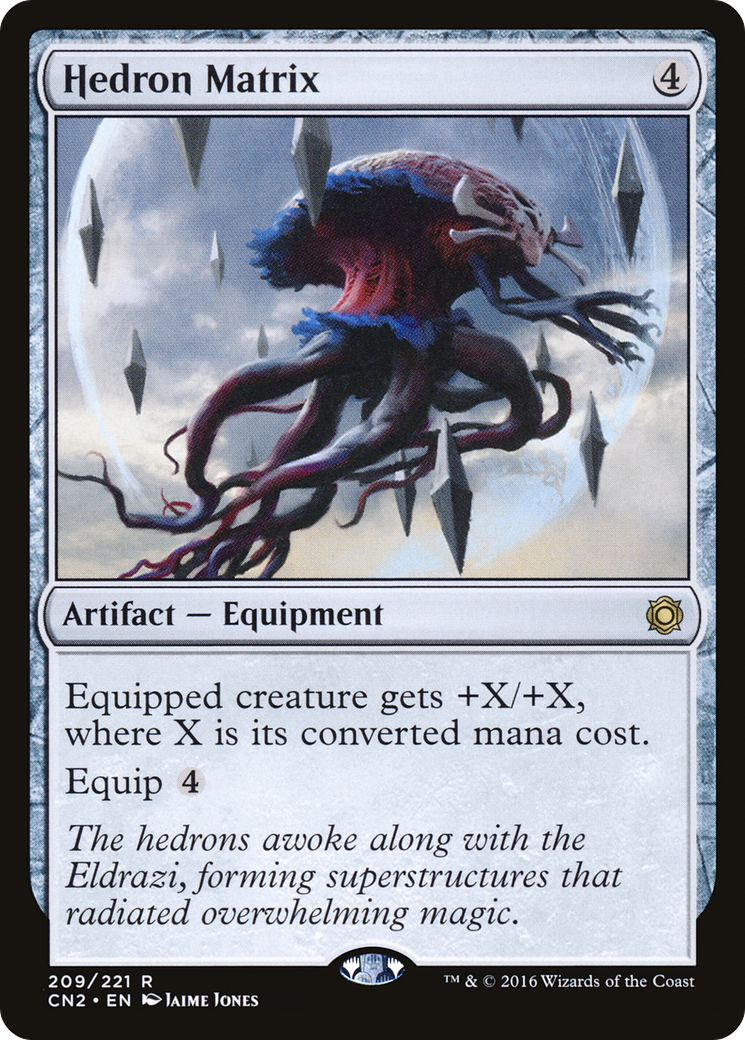 Hedron Matrix 4
Artifact — Equipment
Equipped creature gets +X/+X,
where X is its converted mana cost.
Equip 4
The hedrons awoke along with the
Eldrazi, forming superstructures that
radiated overwhelming magic.
209/221 R
™ & © 2016 Wizards of the Coast
CN2 • EN Jaime Jones